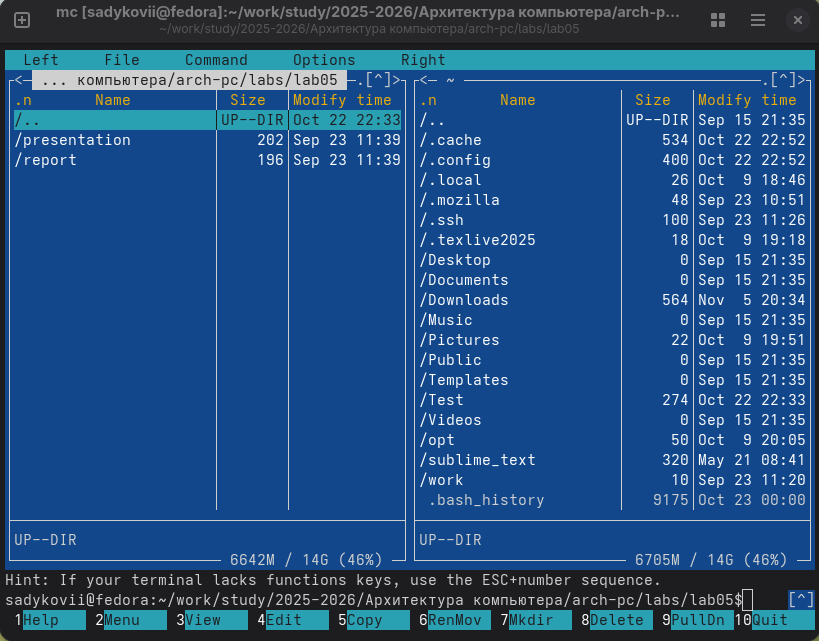 mc [sadykovii@fedora]:~/work/study/2025-2026/Архитектура компьютера/arch-p...
~/work/study/2025-2026/Архитектура компьютера/arch-pc/labs/lab05
Left File Command Options Right
<— ... компьютера/arch-pc/labs/lab05 —.[^]>
.n Name Size Modify time
/.. UP--DIR Oct 22 22:33
/presentation 202 Sep 23 11:39
/report 196 Sep 23 11:39
UP--DIR
6642M / 14G (46%)
<— ~ —.[^]>
.n Name Size Modify time
/.. UP--DIR Sep 15 21:35
/.cache 534 Oct 22 22:52
/.config 400 Oct 22 22:52
/.local 26 Oct 9 18:46
/.mozilla 48 Sep 23 10:51
/.ssh 100 Sep 23 11:26
/.texlive2025 18 Oct 9 19:18
/Desktop 0 Sep 15 21:35
/Documents 0 Sep 15 21:35
/Downloads 564 Nov 5 20:34
/Music 0 Sep 15 21:35
/Pictures 22 Oct 9 19:51
/Public 0 Sep 15 21:35
/Templates 0 Sep 15 21:35
/Test 274 Oct 22 22:33
/Videos 0 Sep 15 21:35
/opt 50 Oct 9 20:05
/sublime_text 320 May 21 08:41
/work 10 Sep 23 11:20
.bash_history 9175 Oct 23 00:00
UP--DIR
6705M / 14G (46%)
Hint: If your terminal lacks functions keys, use the ESC+number sequence.
sadykovii@fedora:~/work/study/2025-2026/Архитектура компьютера/arch-pc/labs/lab05$ [^]
1Help 2Menu 3View 4Edit 5Copy 6RenMov 7Mkdir 8Delete 9PullDn 10Quit